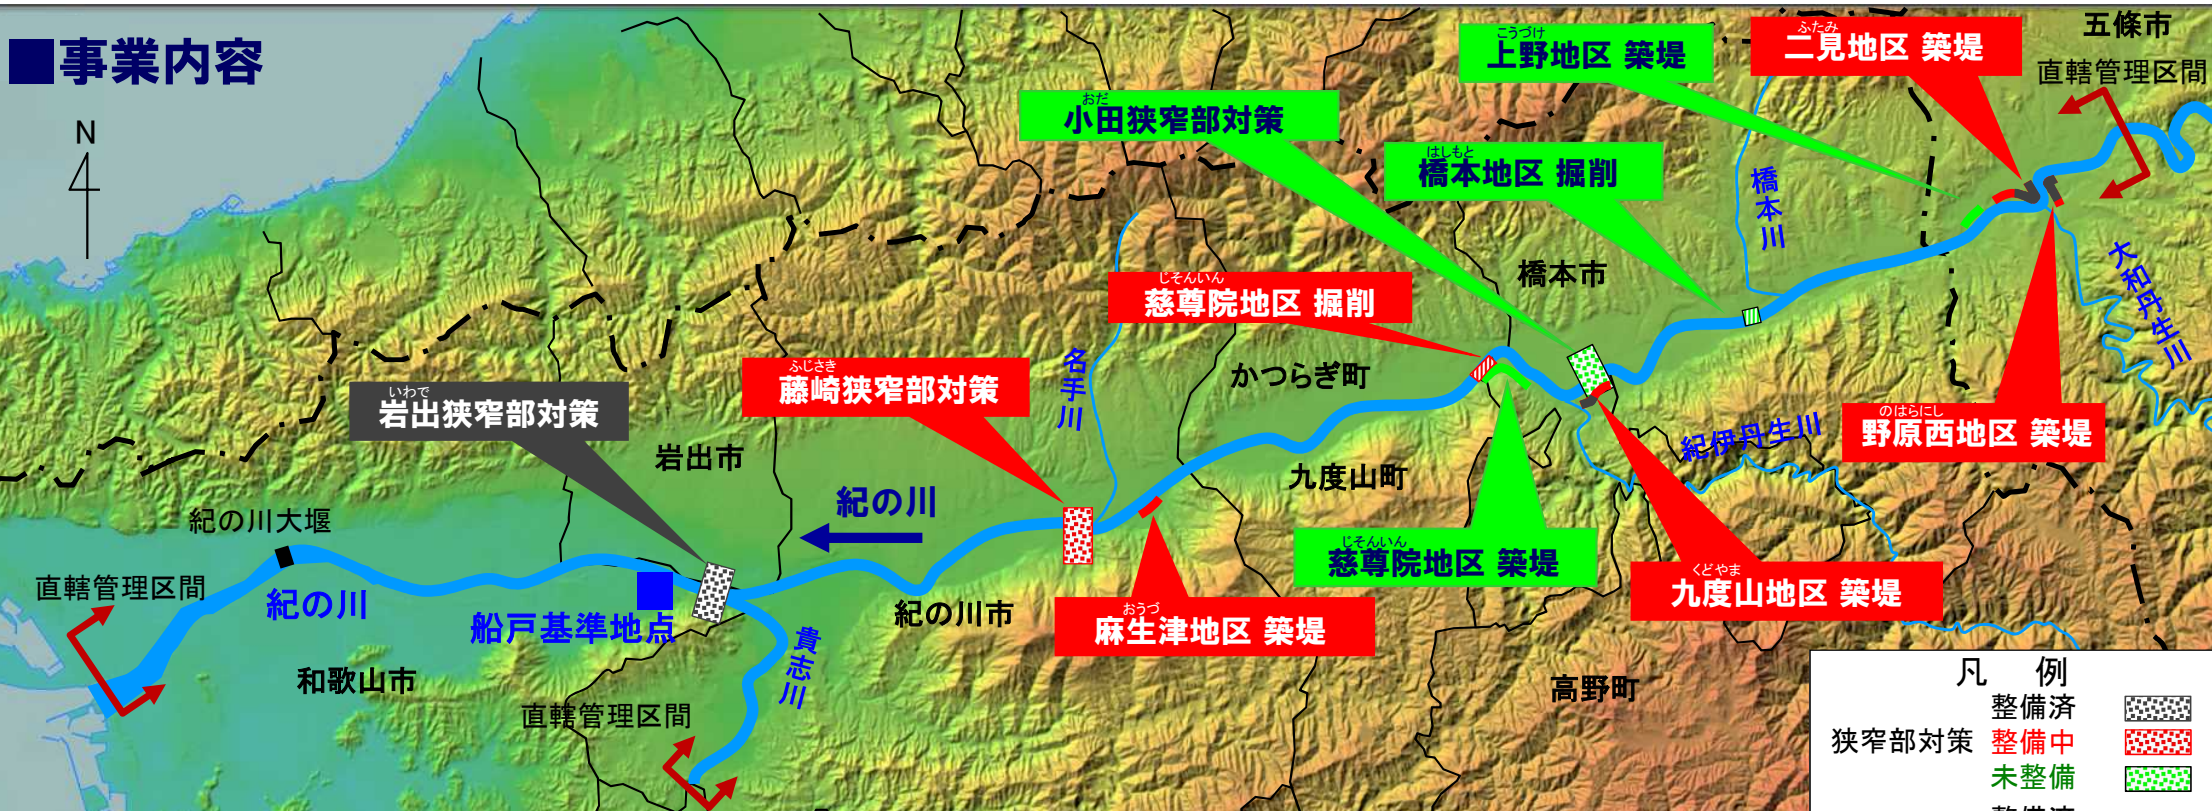 ■事業内容
N
こうづけ
上野地区 築堤
ふたみ
二見地区 築堤
五條市
直轄管理区間
おだ
小田狭窄部対策
はしもと
橋本地区 掘削
橋本川
橋本市
大和丹生川
じそんいん
慈尊院地区 掘削
ふじさき
藤崎狭窄部対策
名手川
かつらぎ町
いわで
岩出狭窄部対策
岩出市
のはらにし
野原西地区 築堤
紀伊丹生川
九度山町
紀の川
紀の川大堰
じそんいん
慈尊院地区 築堤
直轄管理区間
紀の川
船戸基準地点
紀の川市
おうづ
麻生津地区 築堤
くどやま
九度山地区 築堤
貴志川
和歌山市
直轄管理区間
高野町
凡 例
整備済
狭窄部対策 整備中
未整備